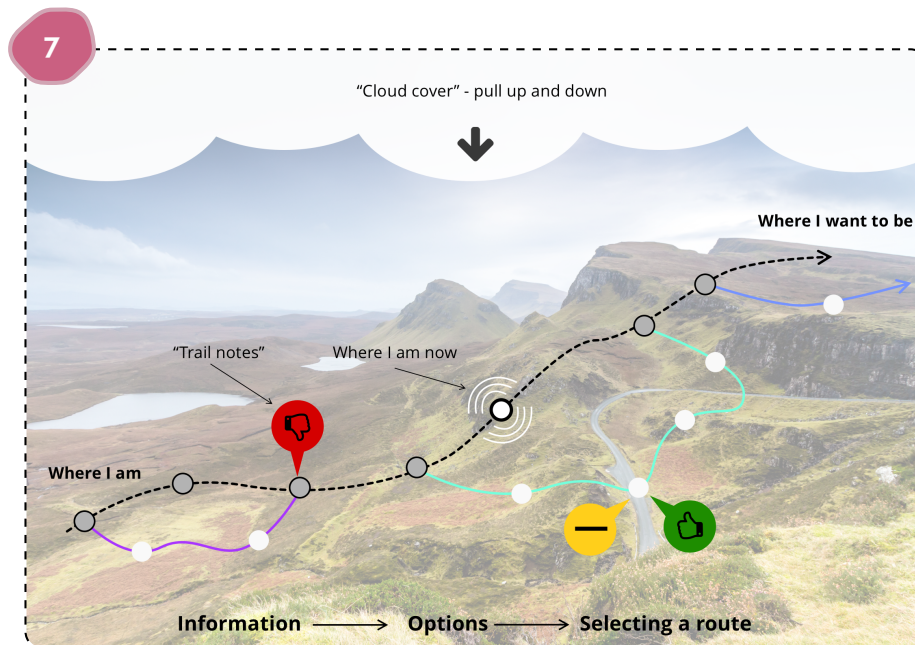 7
“Cloud cover” - pull up and down
Where I want to be
“Trail notes”
Where I am now
Where I am
Information
Options
Selecting a route